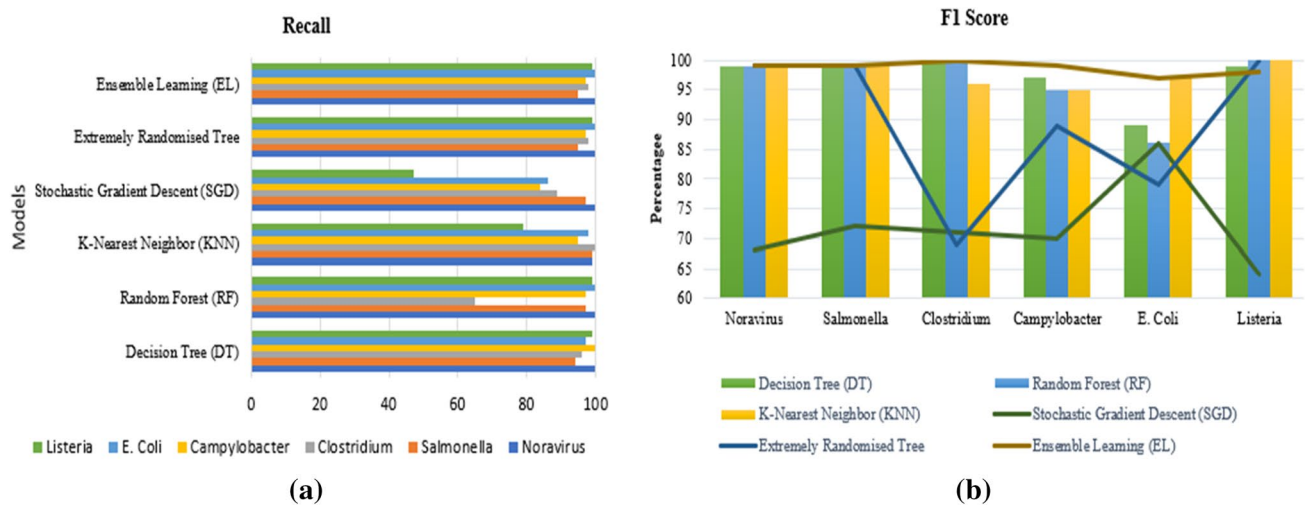 Recall
Models
Ensemble Learning (EL)
Extremely Randomised Tree
Stochastic Gradient Descent (SGD)
K-Nearest Neighbor (KNN)
Random Forest (RF)
Decision Tree (DT)
0 20 40 60 80 100
Listeria E. Coli Campylobacter Clostridium Salmonella Noravirus
(a)
F1 Score
Percentagee
100
95
90
85
80
75
70
65
60
Noravirus Salmonella Clostridium Campylobacter E. Coli Listeria
Decision Tree (DT) Random Forest (RF)
K-Nearest Neighbor (KNN) Stochastic Gradient Descent (SGD)
Extremely Randomised Tree Ensemble Learning (EL)
(b)